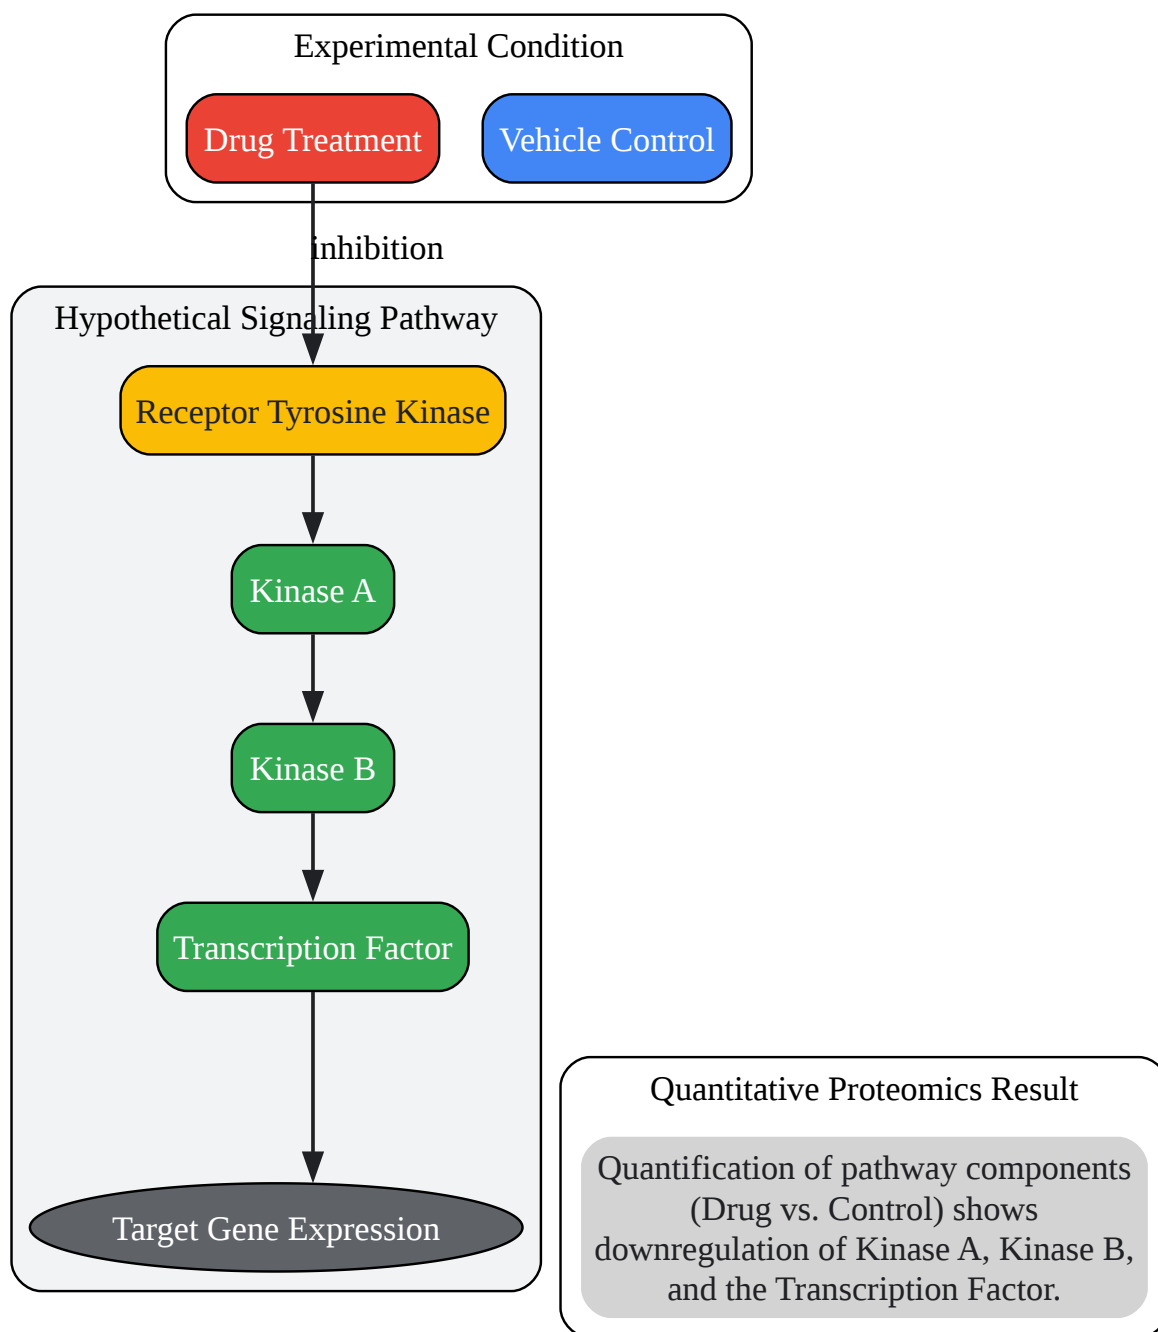 Experimental Condition
Drug Treatment
Vehicle Control
inhibition
Hypothetical Signaling Pathway
Receptor Tyrosine Kinase
Kinase A
Kinase B
Transcription Factor
Target Gene Expression
Quantitative Proteomics Result
Quantification of pathway components
(Drug vs. Control) shows
downregulation of Kinase A, Kinase B,
and the Transcription Factor.